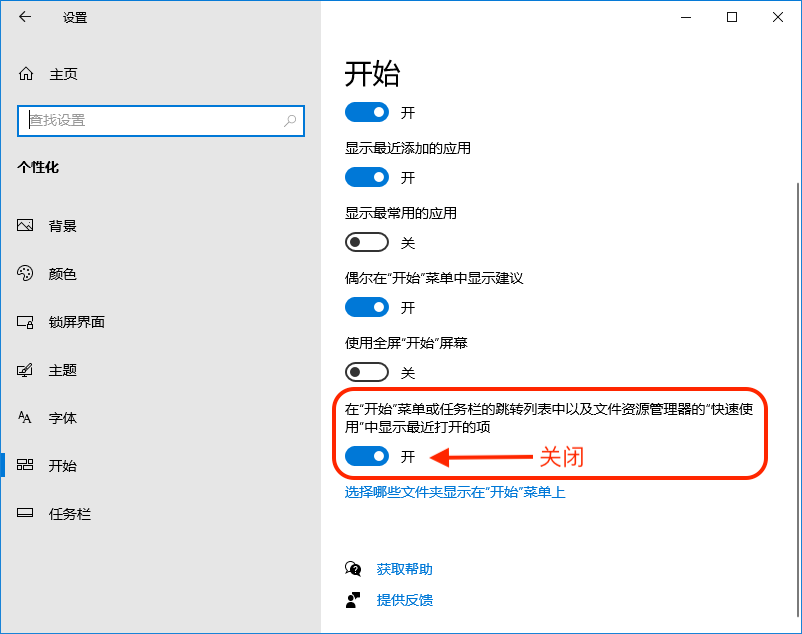 设置
主页
查找设置
个性化
背景
颜色
锁屏界面
主题
字体
开始
任务栏
开始
开
显示最近添加的应用
开
显示最常用的应用
关
偶尔在"开始"菜单中显示建议
开
使用全屏"开始"屏幕
关
在"开始"菜单或任务栏的跳转列表中以及文件资源管理器的"快速使
用"中显示最近打开的项
开
关闭
选择哪些文件夹显示在"开始"菜单上
获取帮助
提供反馈